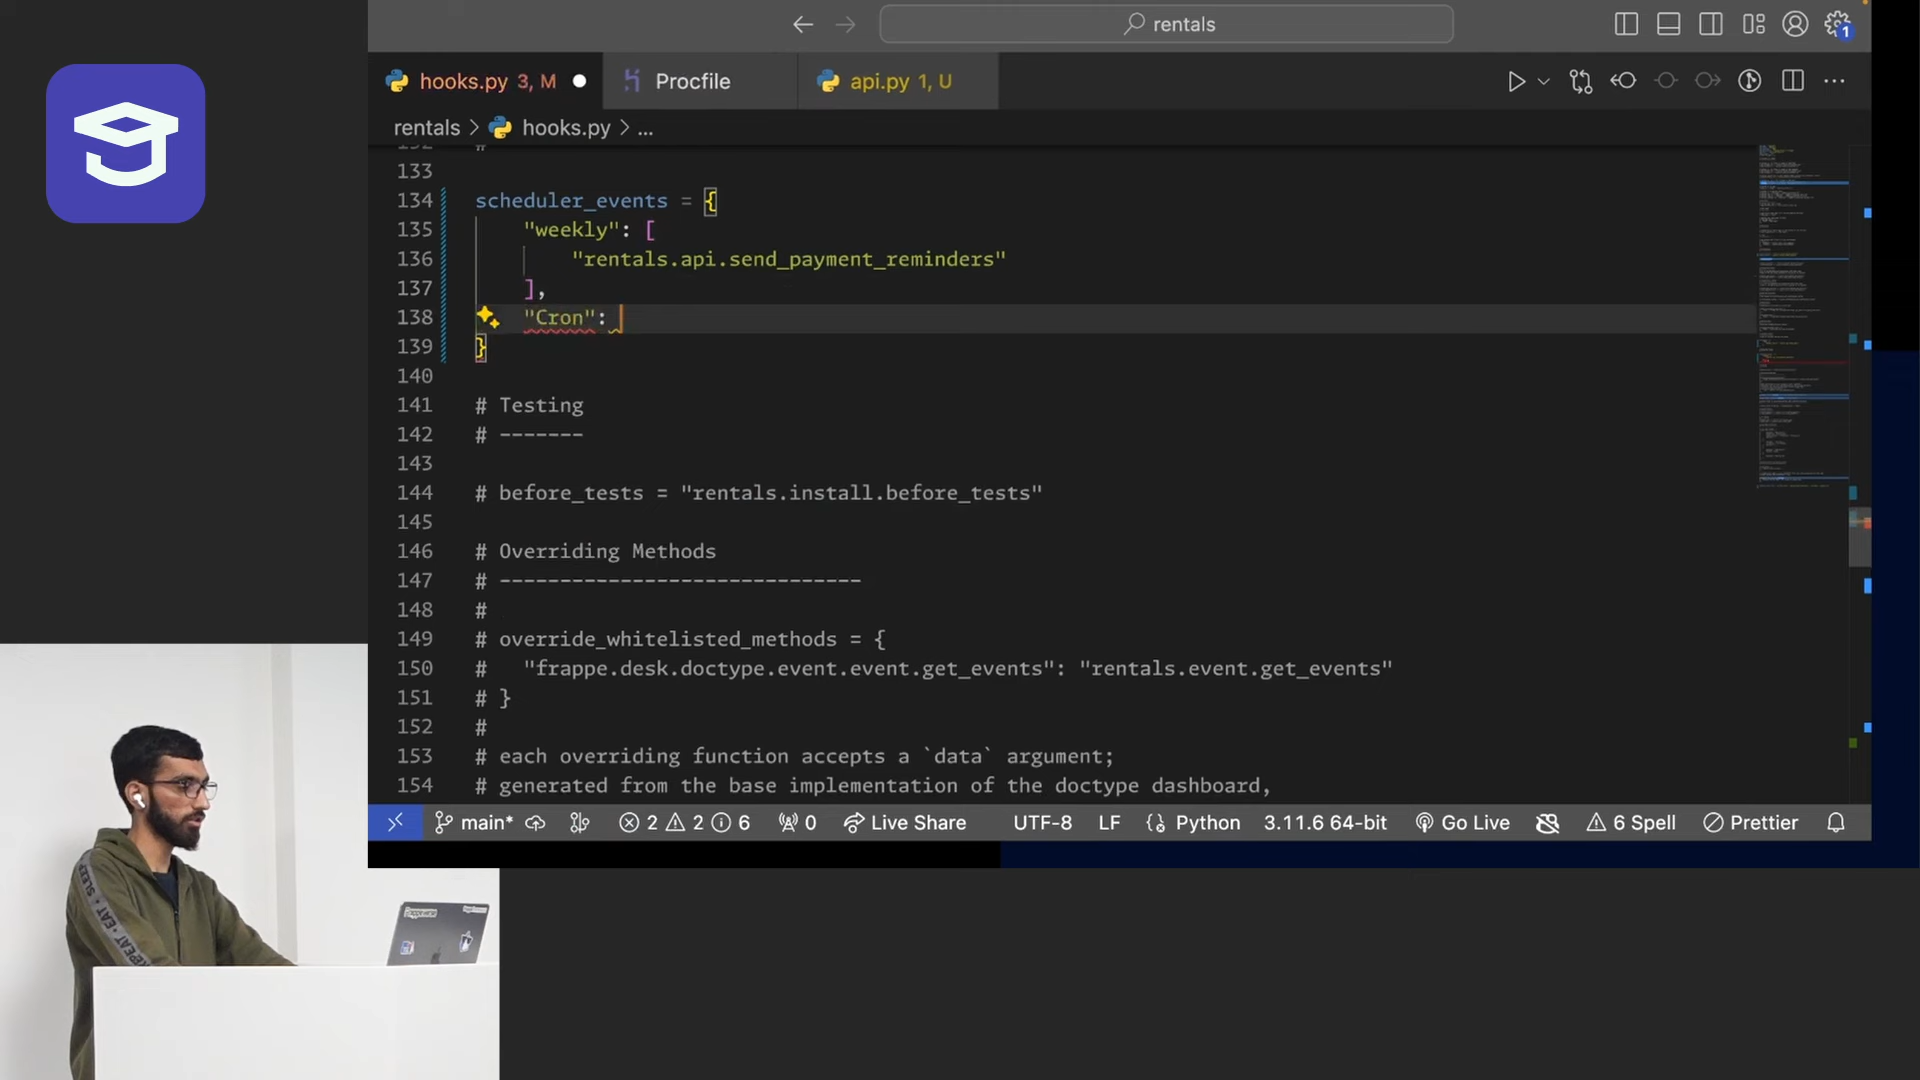 rentals
hooks.py 3, M
Procfile
api.py 1, U
rentals > hooks.py > ...
132 #
133
134 scheduler_events = {
135 "weekly": [
136 "rentals.api.send_payment_reminders"
137 ],
138 "Cron":
139 }
140
141 # Testing
142 # -------
143
144 # before_tests = "rentals.install.before_tests"
145
146 # Overriding Methods
147 # ------------------------------
148 #
149 # override_whitelisted_methods = {
150 # "frappe.desk.doctype.event.event.get_events": "rentals.event.get_events"
151 # }
152 #
153 # each overriding function accepts a `data` argument;
154 # generated from the base implementation of the doctype dashboard,
main* 2 2 6 0 Live Share UTF-8 LF Python 3.11.6 64-bit Go Live 6 Spell Prettier
1